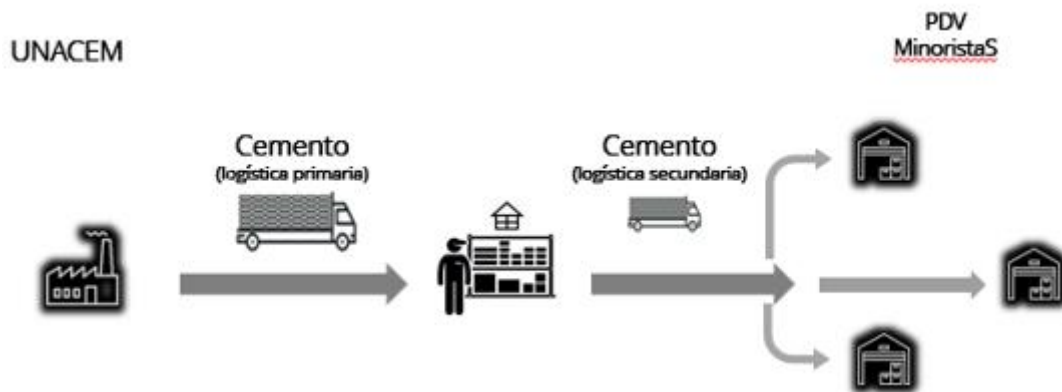 UNACEM
PDV
MinoristaS
Cemento
(logística primaria)
Cemento
(logística secundaria)